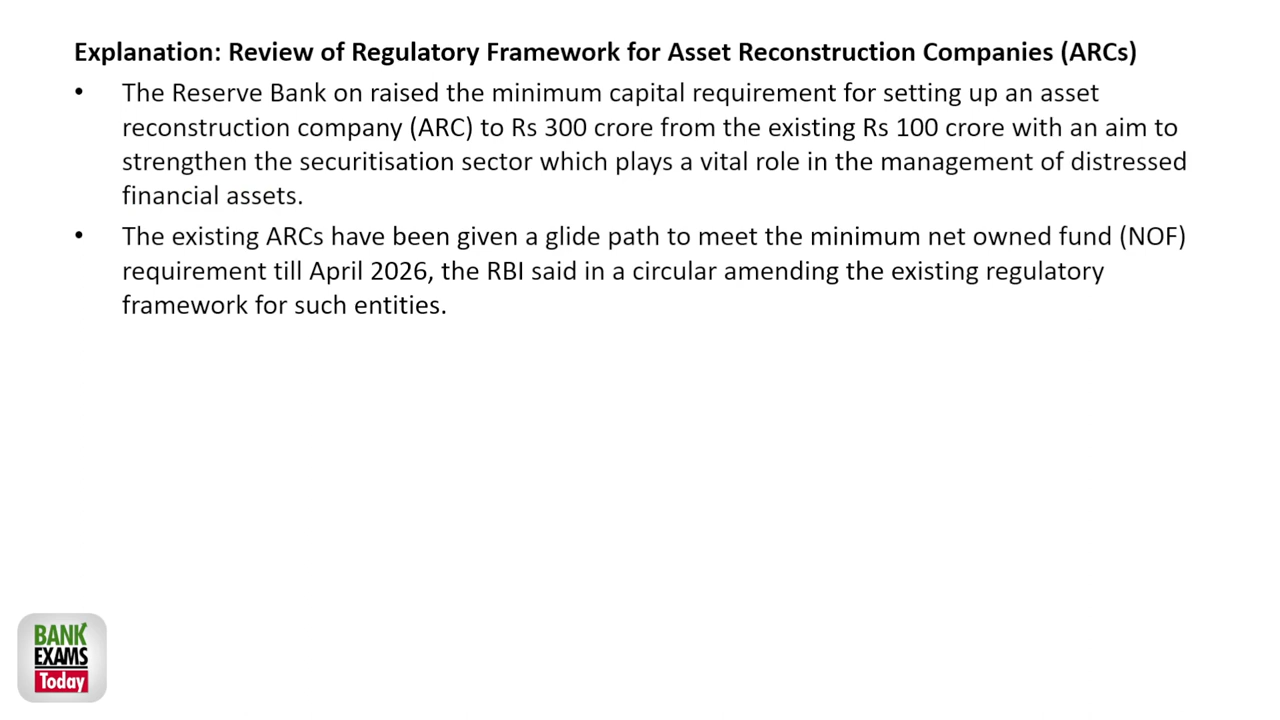 Explanation: Review of Regulatory Framework for Asset Reconstruction Companies (ARCs)
• The Reserve Bank on raised the minimum capital requirement for setting up an asset
reconstruction company (ARC) to Rs 300 crore from the existing Rs 100 crore with an aim to
strengthen the securitisation sector which plays a vital role in the management of distressed
financial assets.
• The existing ARCs have been given a glide path to meet the minimum net owned fund (NOF)
requirement till April 2026, the RBI said in a circular amending the existing regulatory
framework for such entities.
BANK
EXAMS
Today